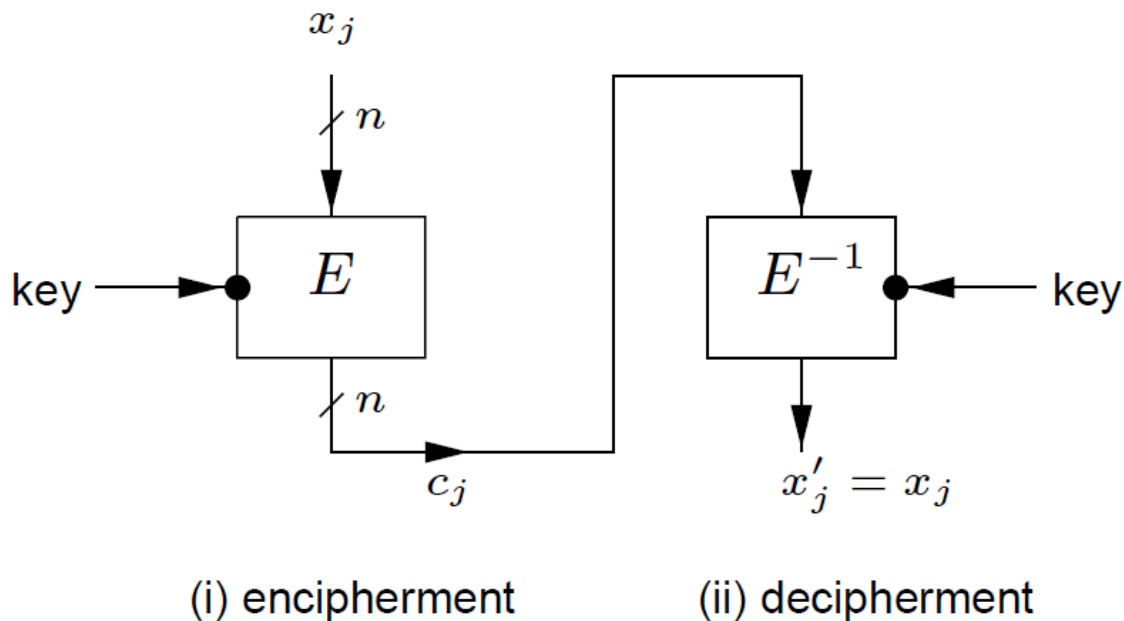 x_j
n
key
E
n
c_j
E^{-1}
key
x'_j = x_j
(i) encipherment
(ii) decipherment